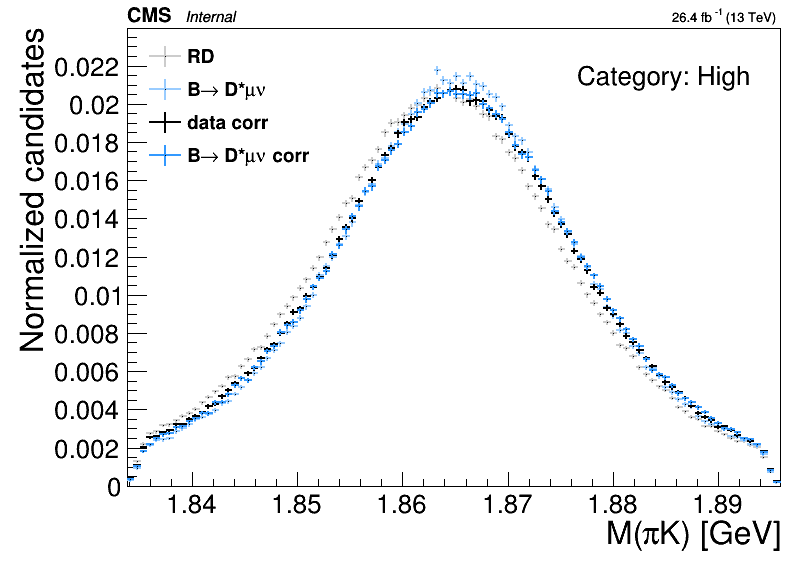 CMS Internal 26.4 fb⁻¹ (13 TeV)
Normalized candidates
RD
B→ D*μν
data corr
B→ D*μν corr
Category: High
0.022
0.02
0.018
0.016
0.014
0.012
0.01
0.008
0.006
0.004
0.002
0
1.84 1.85 1.86 1.87 1.88 1.89
M(πK) [GeV]